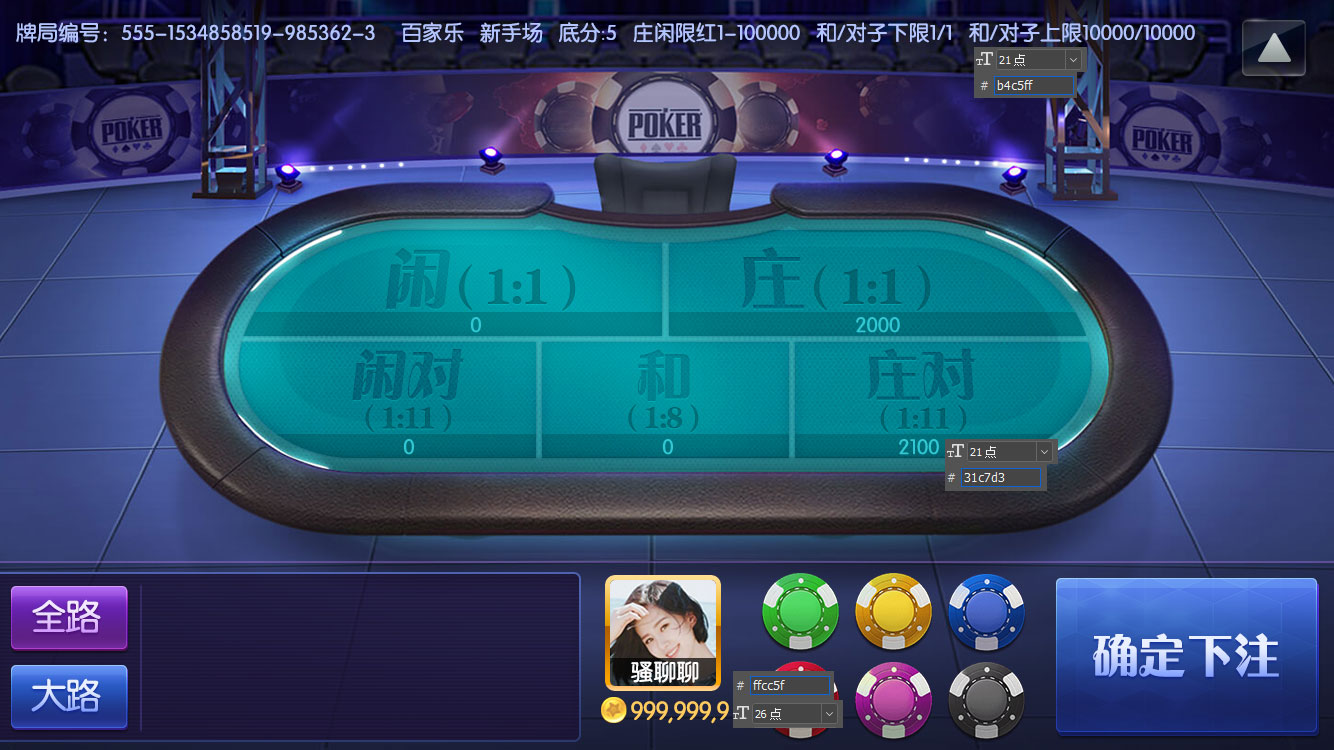 牌局编号：555-1534858519-985362-3 百家乐 新手场 底分:5 庄闲限红1-100000 和/对子下限1/1 和/对子上限10000/10000
21点
# b4c5ff
POKER
POKER
POKER
闲(1:1)
庄(1:1)
0
2000
闲对
和
庄对
(1:11)
(1:8)
(1:11)
0
0
2100
21点
# 31c7d3
全路
大路
骚聊聊
999,999,9
# ffcc5f
26点
确定下注